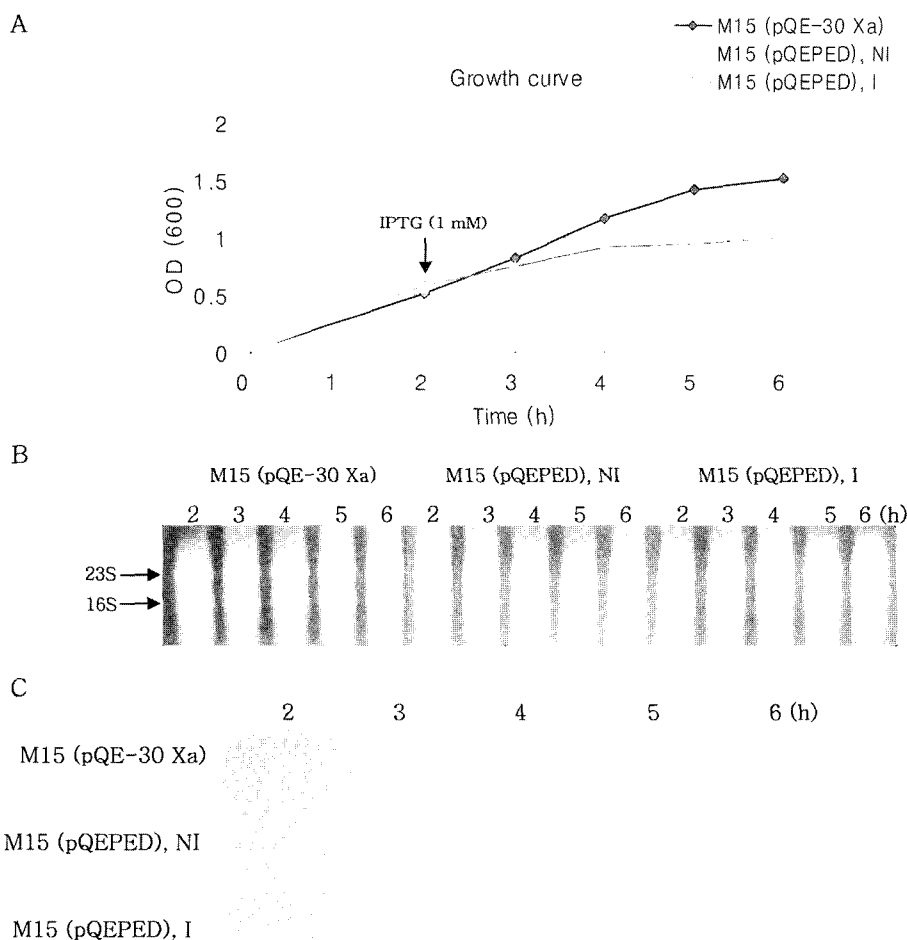 A
M15 (pQE-30 Xa)
M15 (pQEPED), NI
M15 (pQEPED), I
Growth curve
2
1.5
1
0.5
0
OD (600)
IPTG (1 mM)
0 1 2 3 4 5 6
Time (h)
B
M15 (pQE-30 Xa) M15 (pQEPED), NI M15 (pQEPED), I
2 3 4 5 6 2 3 4 5 6 2 3 4 5 6 (h)
23S
16S
C
2 3 4 5 6 (h)
M15 (pQE-30 Xa)
M15 (pQEPED), NI
M15 (pQEPED), I